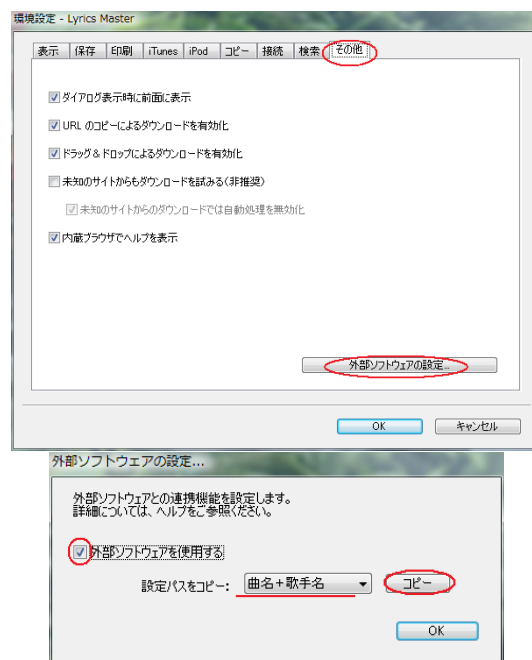 環境設定 - Lyrics Master
表示 保存 印刷 iTunes iPod コピー 接続 検索 その他
ダイアログ表示時に前面に表示
URL のコピーによるダウンロードを有効化
ドラッグ＆ドロップによるダウンロードを有効化
未知のサイトからもダウンロードを試みる(非推奨)
未知のサイトからのダウンロードでは自動処理を無効化
内蔵ブラウザでヘルプを表示
外部ソフトウェアの設定...
OK キャンセル
外部ソフトウェアの設定...
外部ソフトウェアとの連携機能を設定します。
詳細については、ヘルプをご参照ください。
外部ソフトウェアを使用する
設定パスをコピー: 曲名+歌手名 コピー
OK